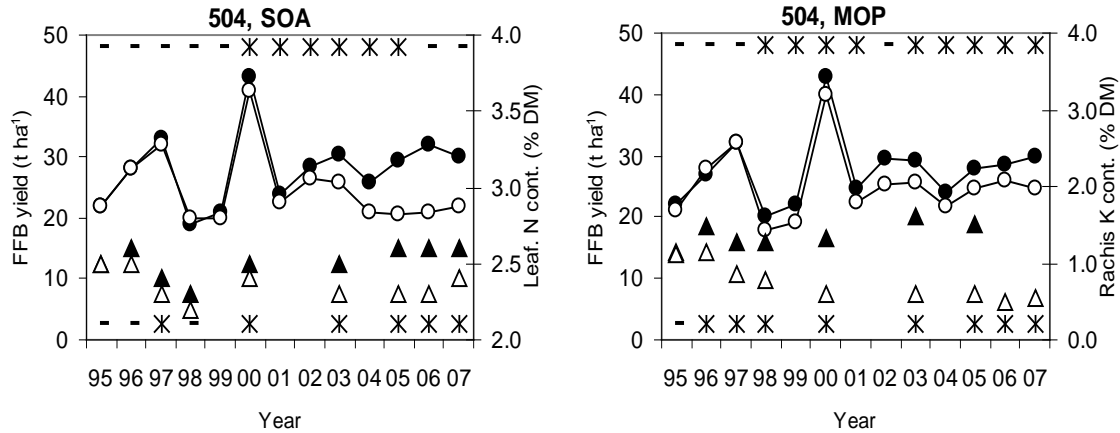 504, SOA
50
40
30
20
10
0
FFB yield (t ha-1)
4.0
3.5
3.0
2.5
2.0
Leaf. N cont. (% DM)
95 96 97 98 99 00 01 02 03 04 05 06 07
Year
504, MOP
50
40
30
20
10
0
FFB yield (t ha-1)
4.0
3.0
2.0
1.0
0.0
Rachis K cont. (% DM)
95 96 97 98 99 00 01 02 03 04 05 06 07
Year